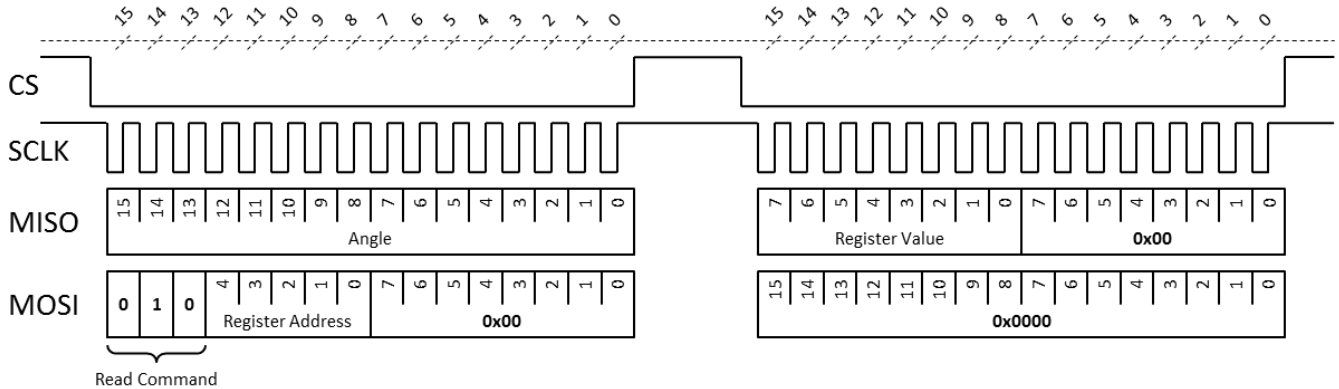 15 14 13 12 11 10 9 8 7 6 5 4 3 2 1 0 15 14 13 12 11 10 9 8 7 6 5 4 3 2 1 0
CS
SCLK
MISO 15 14 13 12 11 10 9 8 7 6 5 4 3 2 1 0 7 6 5 4 3 2 1 0 7 6 5 4 3 2 1 0
Angle Register Value 0x00
MOSI 0 1 0 4 3 2 1 0 7 6 5 4 3 2 1 0 15 14 13 12 11 10 9 8 7 6 5 4 3 2 1 0
Register Address 0x00 0x0000
Read Command